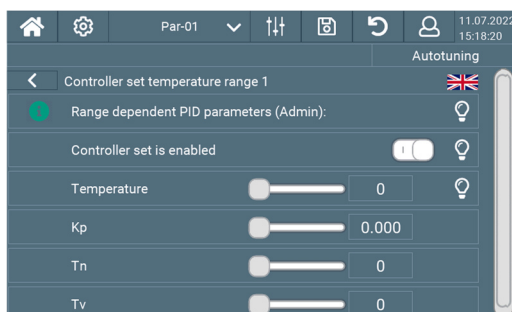 Par-01
11.07.2022
15:18:20
Autotuning
Controller set temperature range 1
Range dependent PID parameters (Admin):
Controller set is enabled
Temperature 0
Kp 0.000
Tn 0
Tv 0